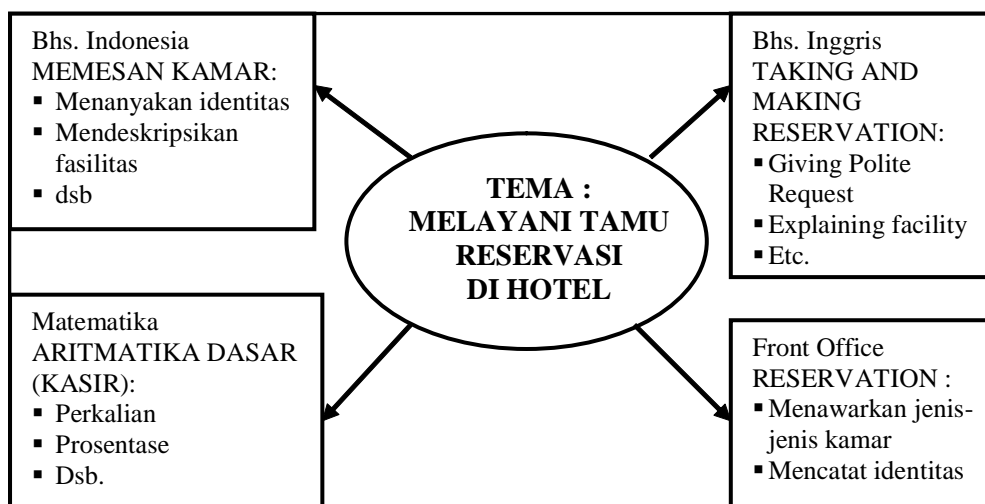 Bhs. Indonesia
MEMESAN KAMAR:
▪ Menanyakan identitas
▪ Mendeskripsikan
fasilitas
▪ dsb
Bhs. Inggris
TAKING AND
MAKING
RESERVATION:
▪ Giving Polite
Request
▪ Explaining facility
▪ Etc.
TEMA :
MELAYANI TAMU
RESERVASI
DI HOTEL
Matematika
ARITMATIKA DASAR
(KASIR):
▪ Perkalian
▪ Prosentase
▪ Dsb.
Front Office
RESERVATION :
▪ Menawarkan jenis-
jenis kamar
▪ Mencatat identitas